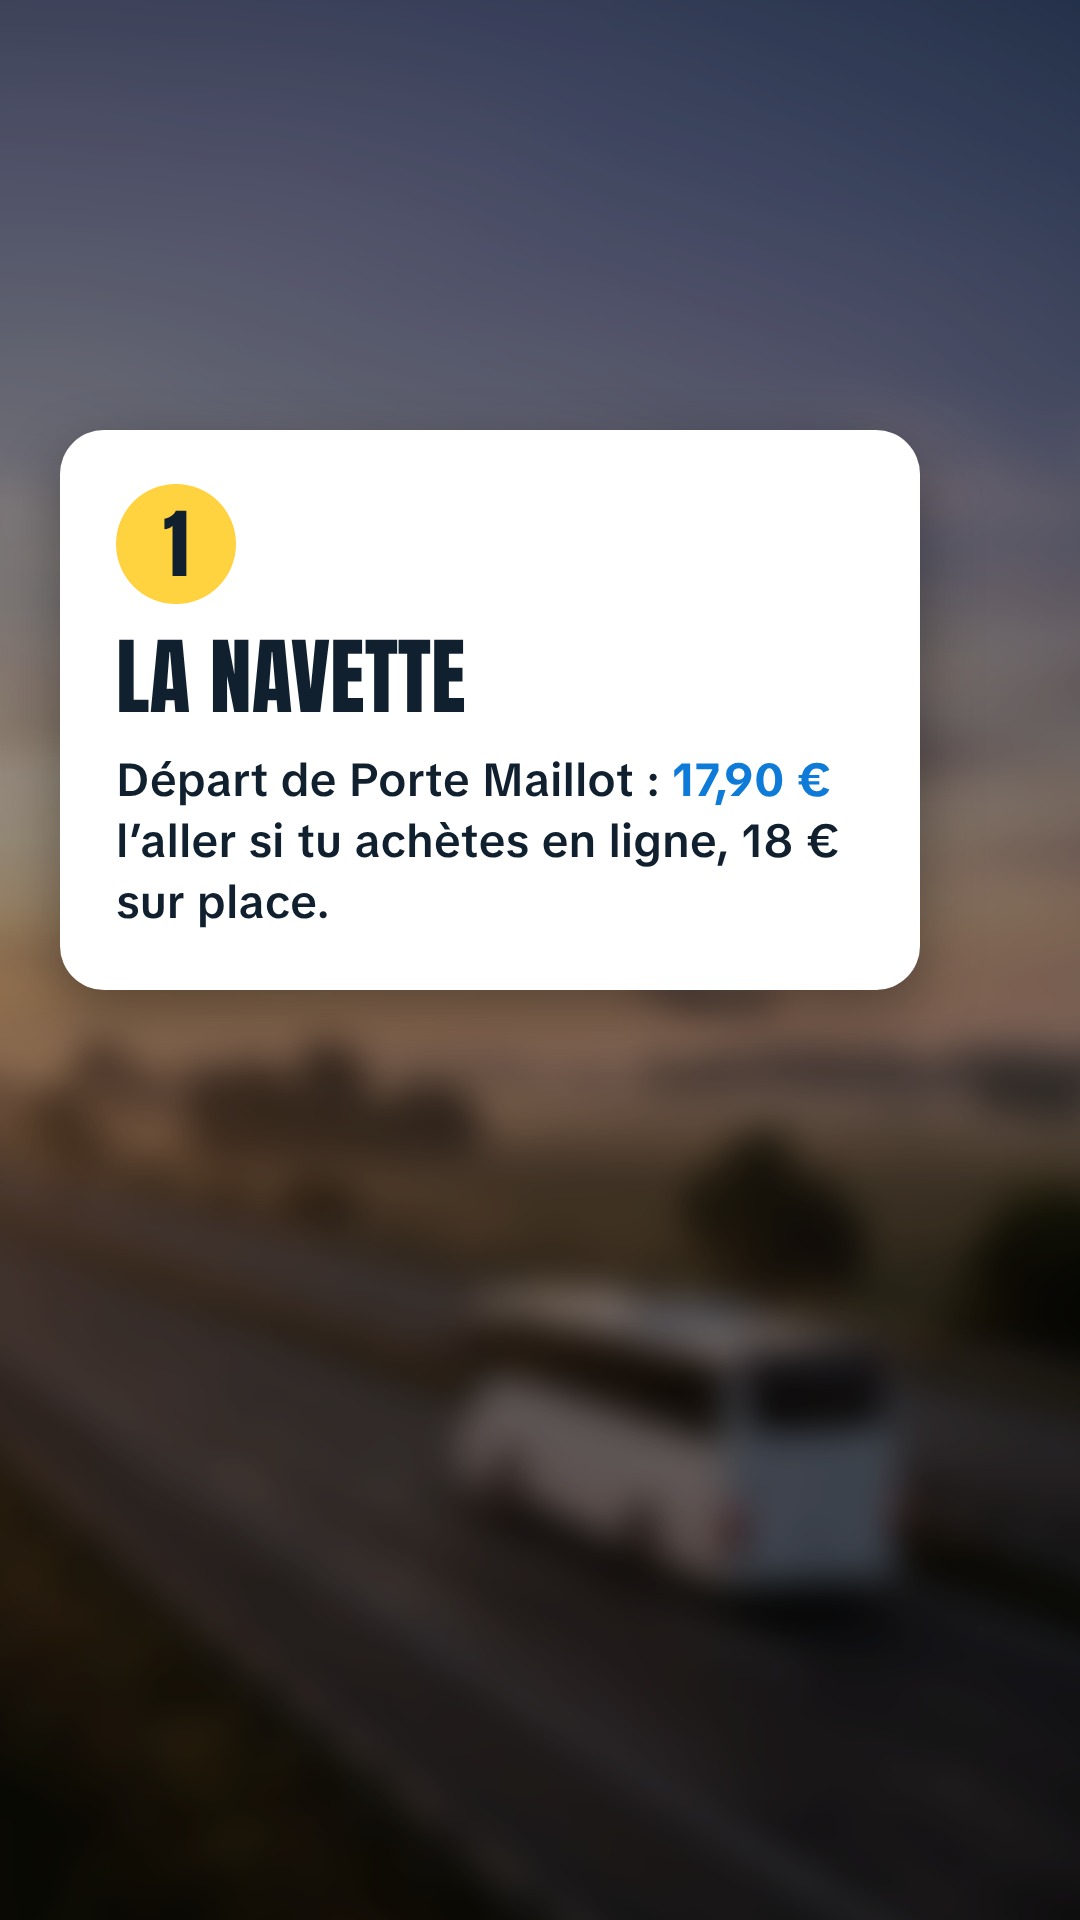 1
LA NAVETTE
Départ de Porte Maillot : 17,90 €
l’aller si tu achètes en ligne, 18 €
sur place.